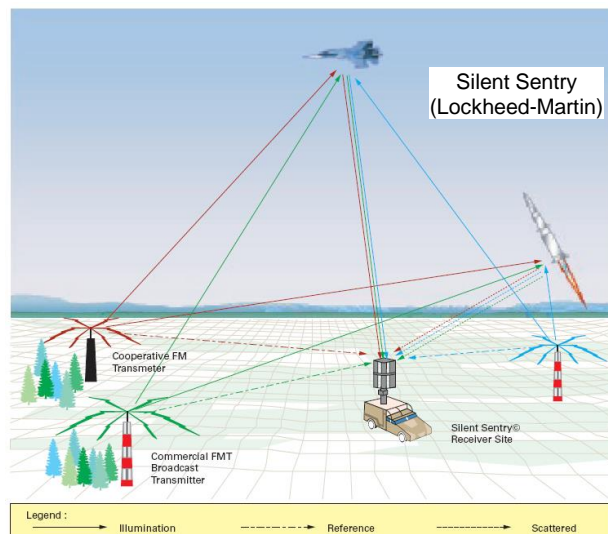 Silent Sentry
(Lockheed-Martin)
Cooperative FM
Transmeter
Silent Sentry©
Receiver Site
Commercial FMT
Broadcast
Transmitter
Legend :
Illumination
Reference
Scattered